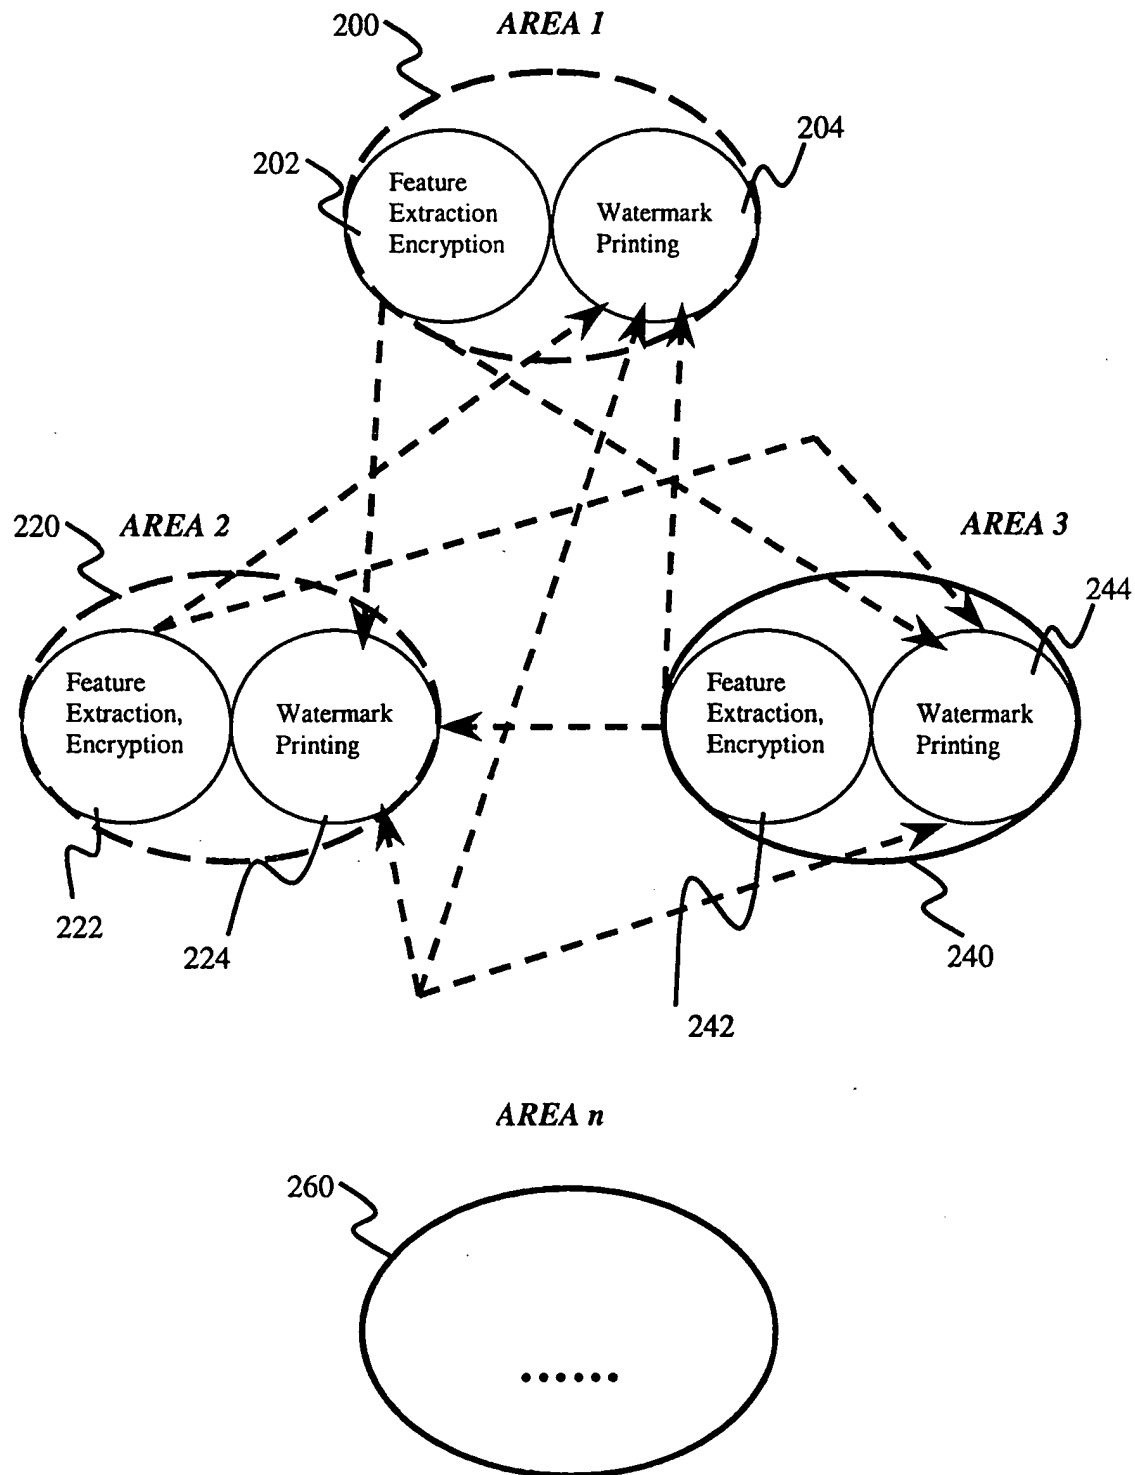 200
AREA 1
204
202
Feature
Extraction
Encryption
Watermark
Printing
220
AREA 2
AREA 3
244
Feature
Extraction,
Encryption
Watermark
Printing
Feature
Extraction,
Encryption
Watermark
Printing
222
224
240
242
AREA n
260
......